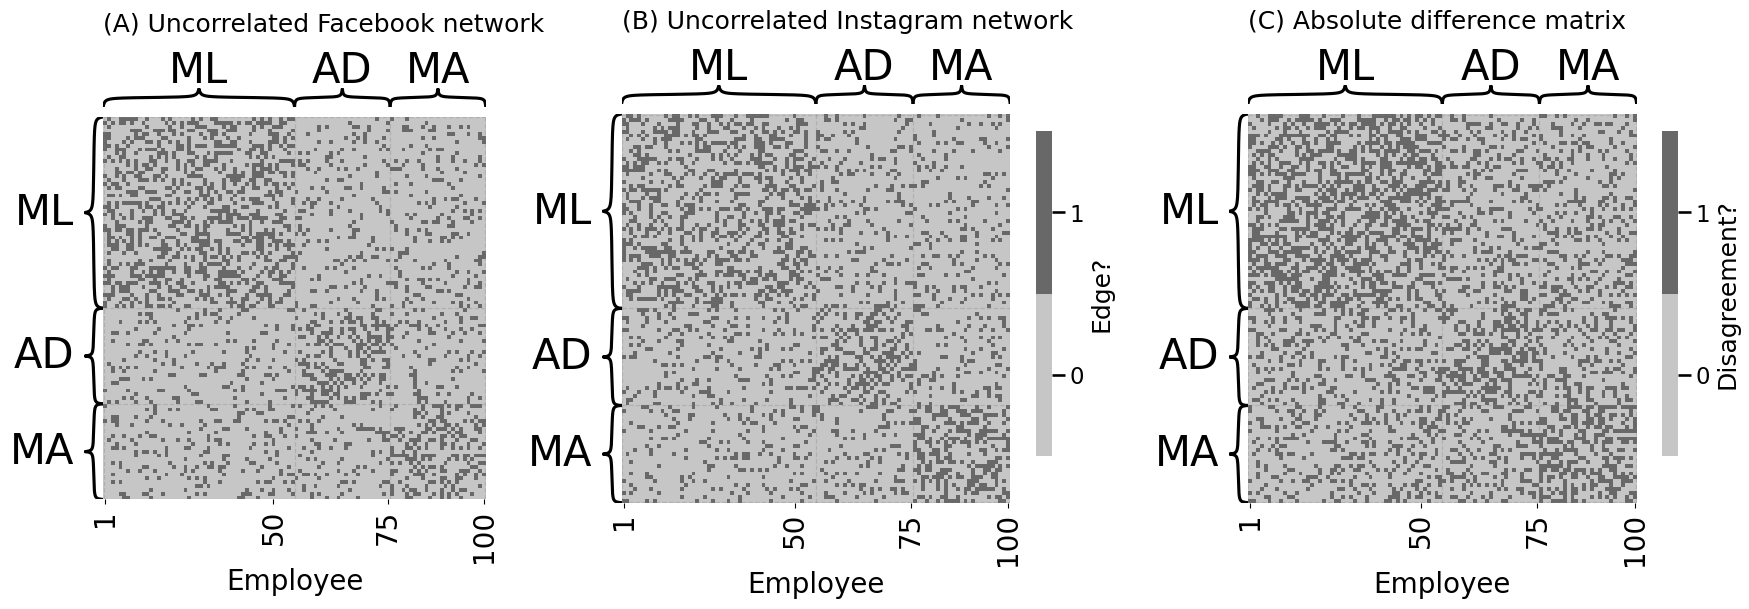 (A) Uncorrelated Facebook network
ML AD MA
ML
AD
MA
1 50 75 100
Employee
(B) Uncorrelated Instagram network
ML AD MA
ML
AD
MA
1 50 75 100
Employee
1
0
Edge?
(C) Absolute difference matrix
ML AD MA
ML
AD
MA
1 50 75 100
Employee
1
0
Disagreement?